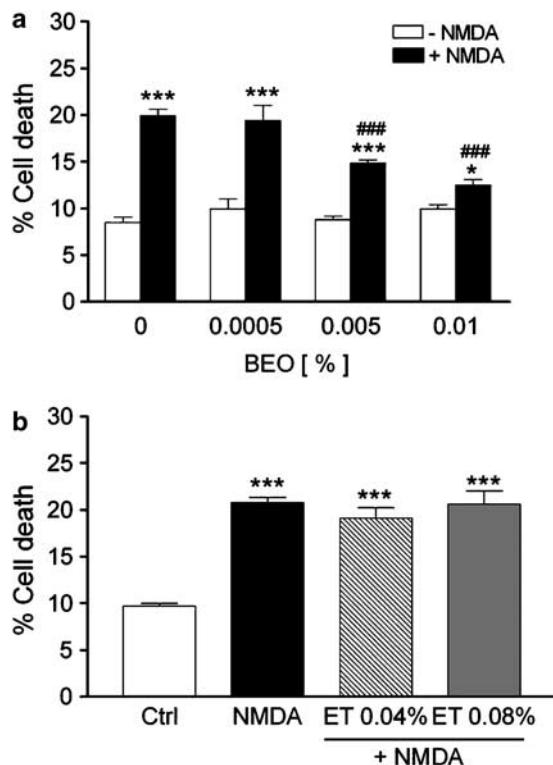 a
30
- NMDA
+ NMDA
25
20
15
10
5
0
% Cell death
***
***
###
***
###
*
0 0.0005 0.005 0.01
BEO [ % ]
b
30
25
20
15
10
5
0
% Cell death
***
***
***
Ctrl NMDA ET 0.04% ET 0.08%
+ NMDA